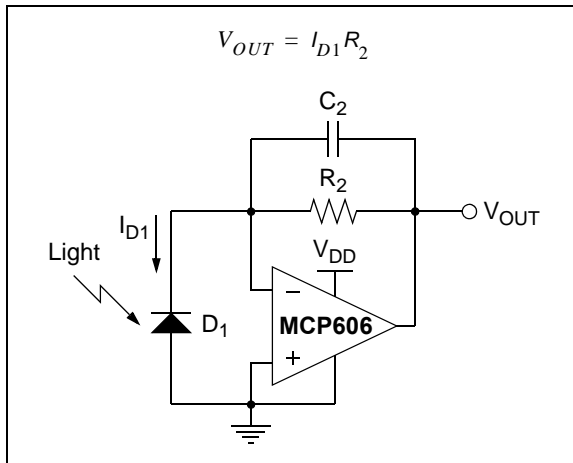 V_OUT = I_D1 R_2
C_2
R_2
V_OUT
I_D1
V_DD
Light
−
MCP606
D_1
+